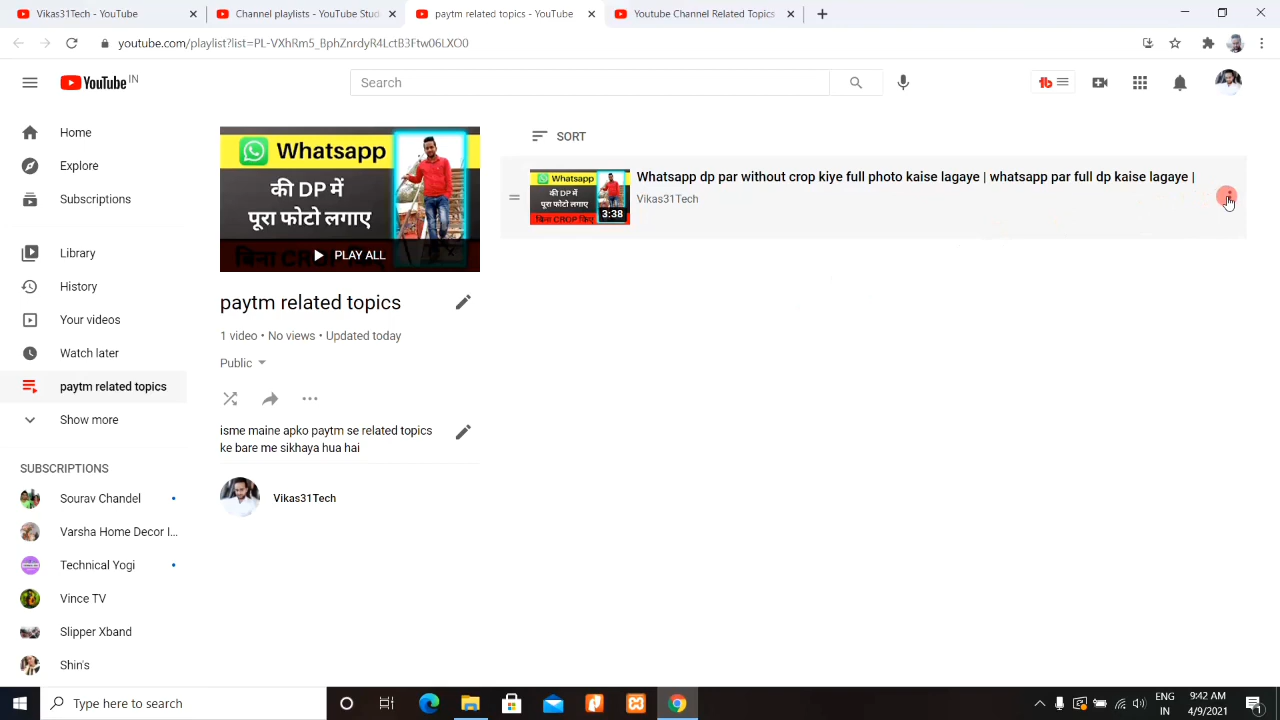 Vikas31Tech
playlists - YouTube Studio
paytm related topics - YouTube
Youtube Channel Related Topics
youtube.com/playlist?list=PL-VXhRm5_BphZnrdyR4LctB3Ftw06LXO0
YouTube IN
Search
Home
Explore
Subscriptions
Library
History
Your videos
Watch later
paytm related topics
Show more
SUBSCRIPTIONS
Sourav Chandel
Varsha Home Decor I...
Technical Yogi
Vince TV
Slipper Xband
Shin's
Whatsapp
की DP में
पूरा फोटो लगाए
PLAY ALL
paytm related topics
1 video • No views • Updated today
Public
isme maine apko paytm se related topics
ke bare me sikhaya hua hai
Vikas31Tech
SORT
Whatsapp
की DP में
पूरा फोटो लगाए
बिना CROP किए
3:38
Whatsapp dp par without crop kiye full photo kaise lagaye | whatsapp par full dp kaise lagaye |
Vikas31Tech
Type here to search
ENG
IN
9:42 AM
4/9/2021